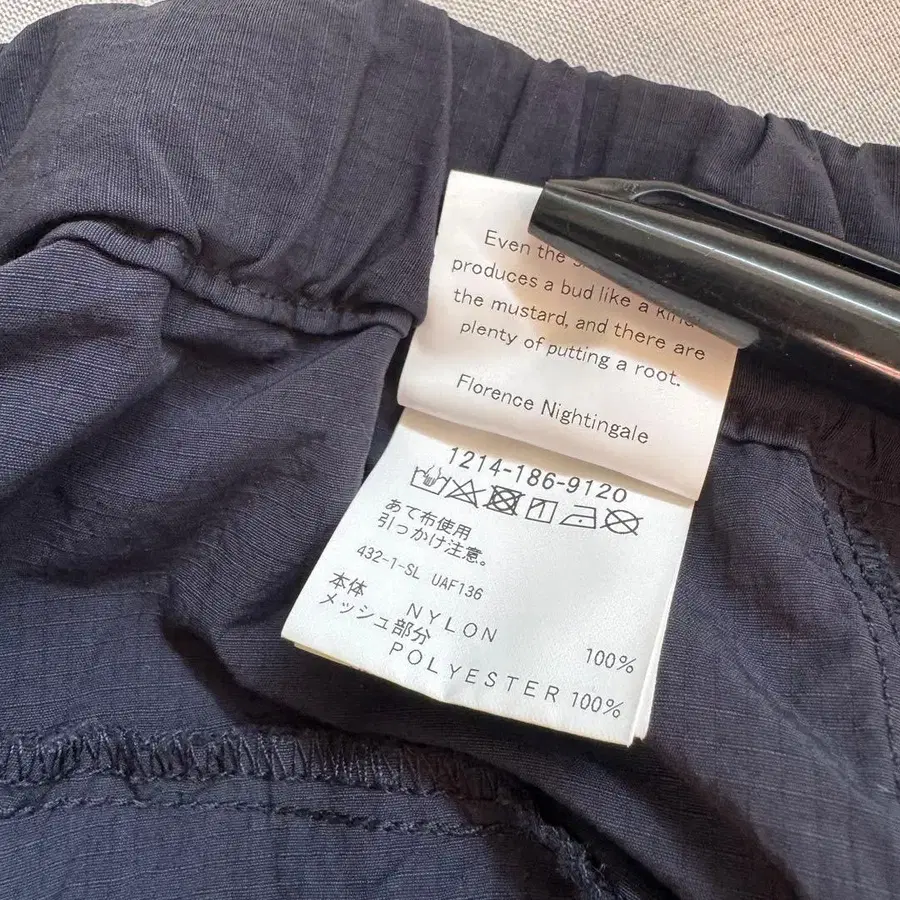 Even the
produces a bud like a kind
the mustard, and there are
plenty of putting a root.
Florence Nightingale
1214-186-9120
あて布使用
引っかけ注意。
432-1-SL UAF136
本体 NYLON 100%
メッシュ部分
POLYESTER 100%